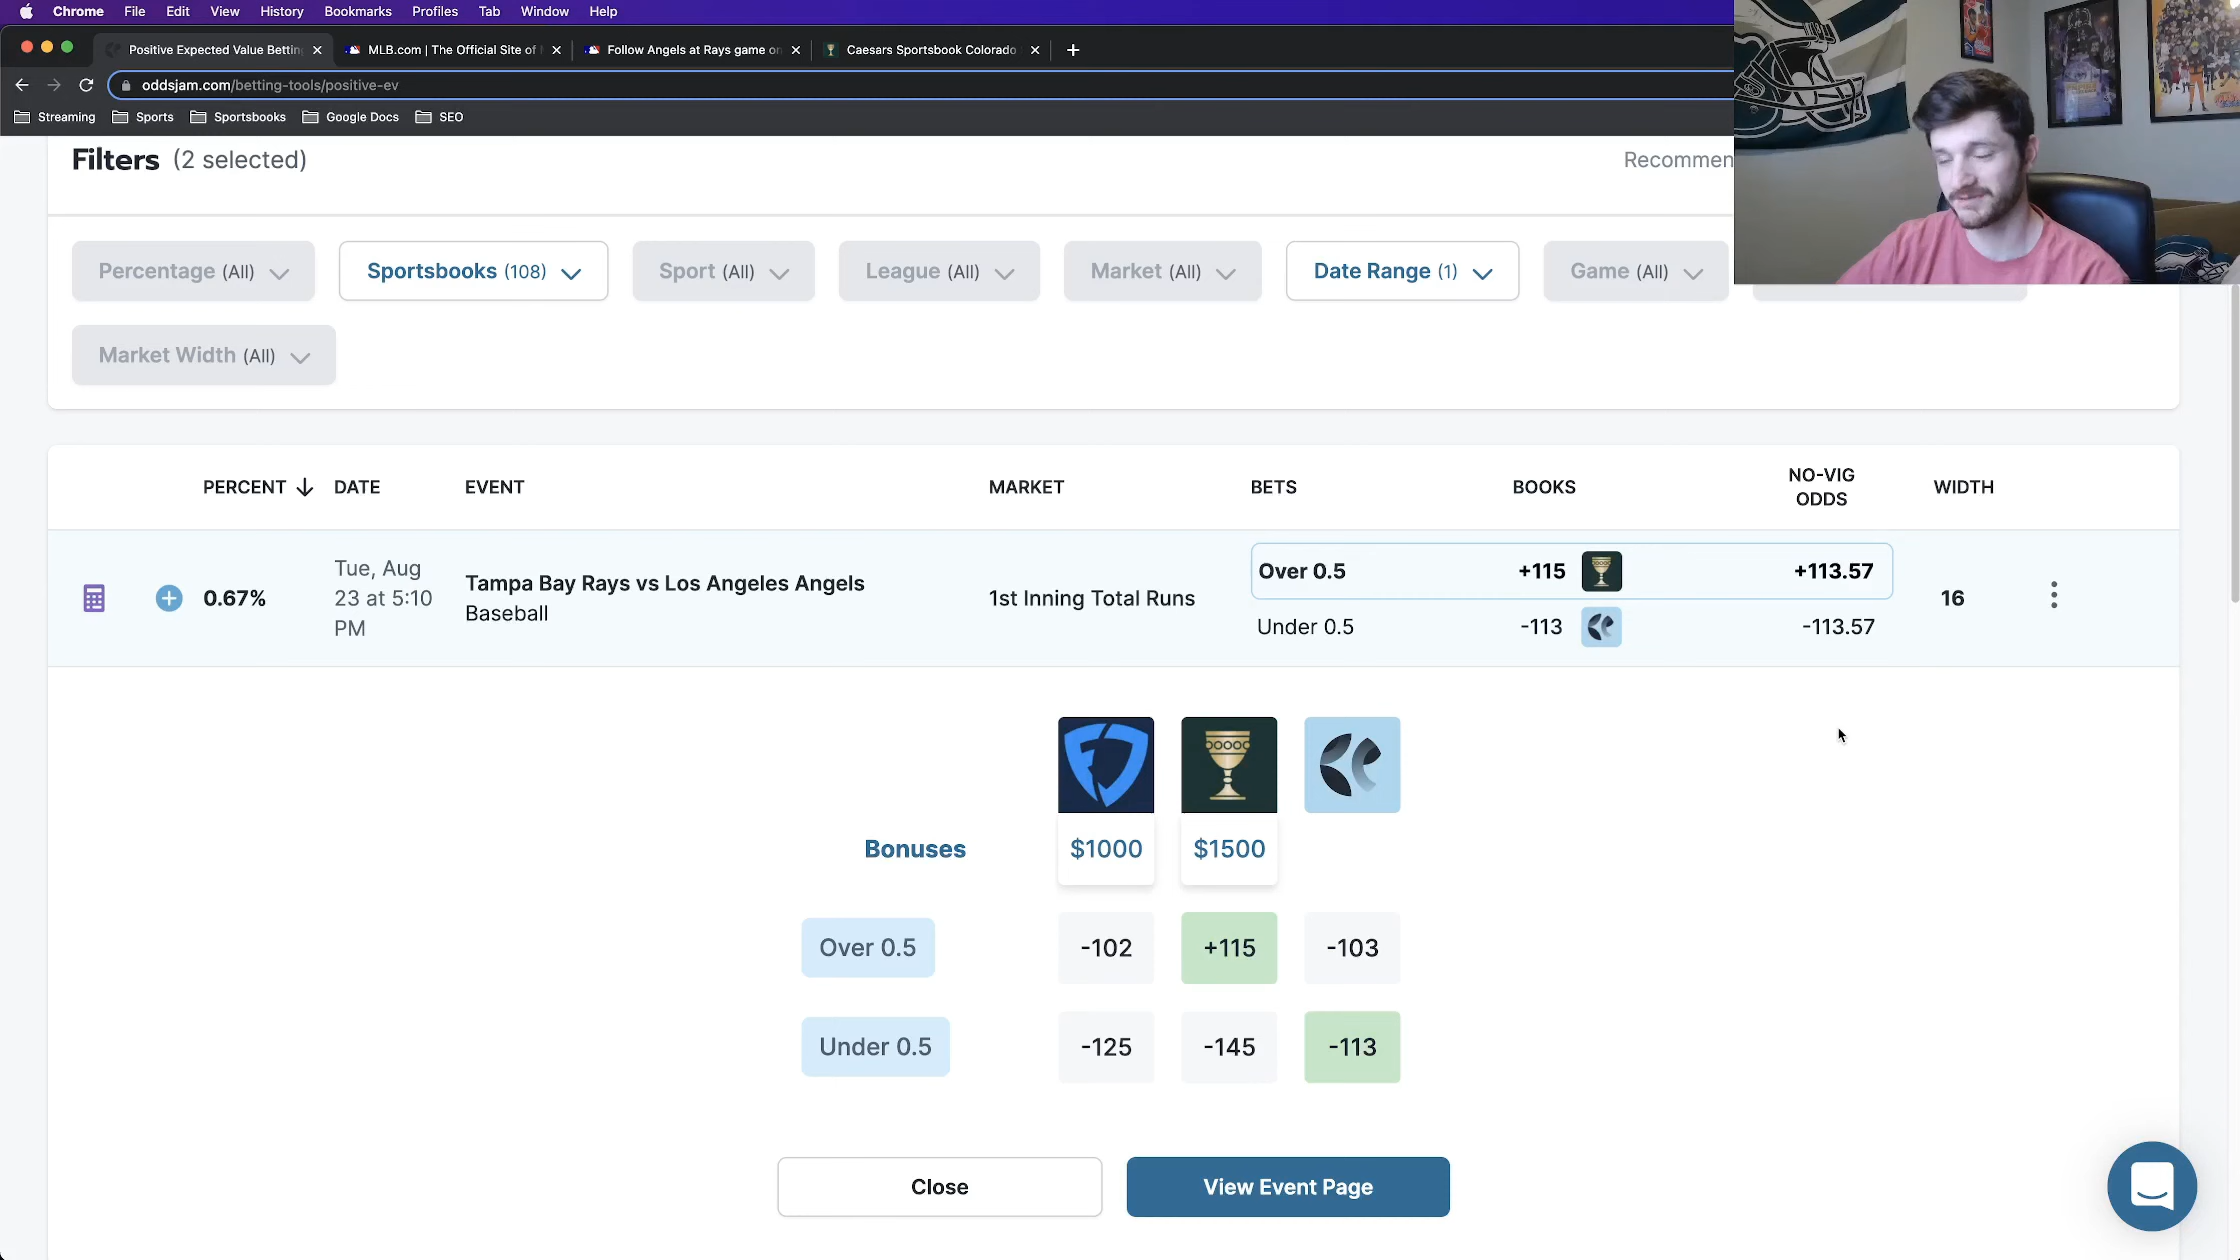 Chrome File Edit View History Bookmarks Profiles Tab Window Help
Positive Expected Value Bettin MLB.com | The Official Site of Follow Angels at Rays game on Caesars Sportsbook Colorado
oddsjam.com/betting-tools/positive-ev
Streaming Sports Sportsbooks Google Docs SEO
Filters (2 selected) Recommen
Percentage (All) Sportsbooks (108) Sport (All) League (All) Market (All) Date Range (1) Game (All)
Market Width (All)
PERCENT DATE EVENT MARKET BETS BOOKS NO-VIG ODDS WIDTH
0.67%
Tue, Aug
23 at 5:10
PM
Tampa Bay Rays vs Los Angeles Angels
Baseball
1st Inning Total Runs
Over 0.5 +115 +113.57
Under 0.5 -113 -113.57
16
Bonuses $1000 $1500
Over 0.5 -102 +115 -103
Under 0.5 -125 -145 -113
Close View Event Page